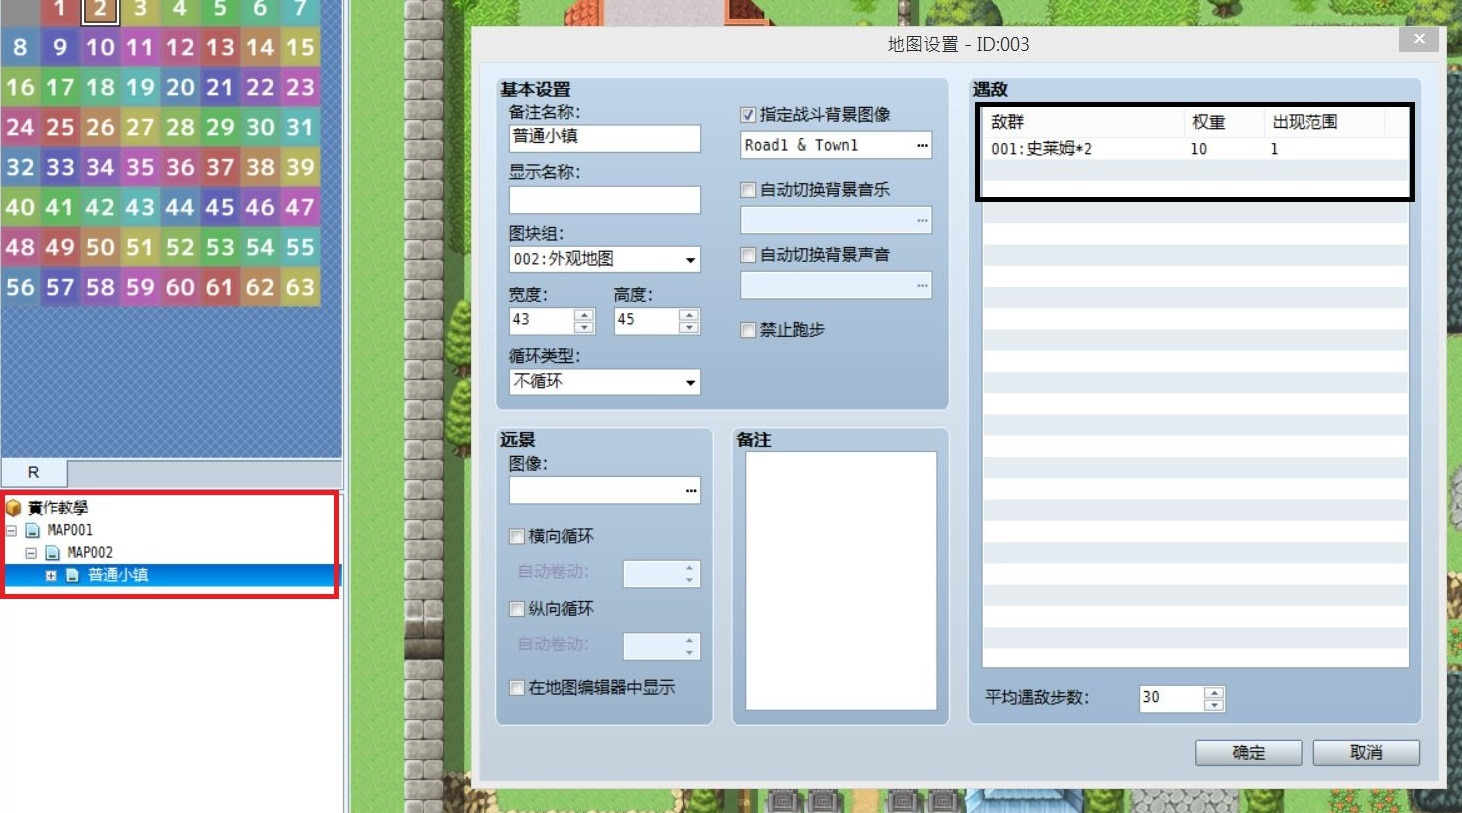 1 2 3 4 5 6 7
8 9 10 11 12 13 14 15
16 17 18 19 20 21 22 23
24 25 26 27 28 29 30 31
32 33 34 35 36 37 38 39
40 41 42 43 44 45 46 47
48 49 50 51 52 53 54 55
56 57 58 59 60 61 62 63
R
實作教學
MAP001
MAP002
普通小镇
地图设置 - ID:003
基本设置
备注名称:
普通小镇
显示名称:
图块组:
002:外观地图
宽度: 高度:
43 45
循环类型:
不循环
指定战斗背景图像
Road1 & Town1
自动切换背景音乐
自动切换背景声音
禁止跑步
远景
图像:
横向循环
自动卷动:
纵向循环
自动卷动:
在地图编辑器中显示
备注
遇敌
敌群 权重 出现范围
001:史莱姆*2 10 1
平均遇敌步数: 30
确定 取消